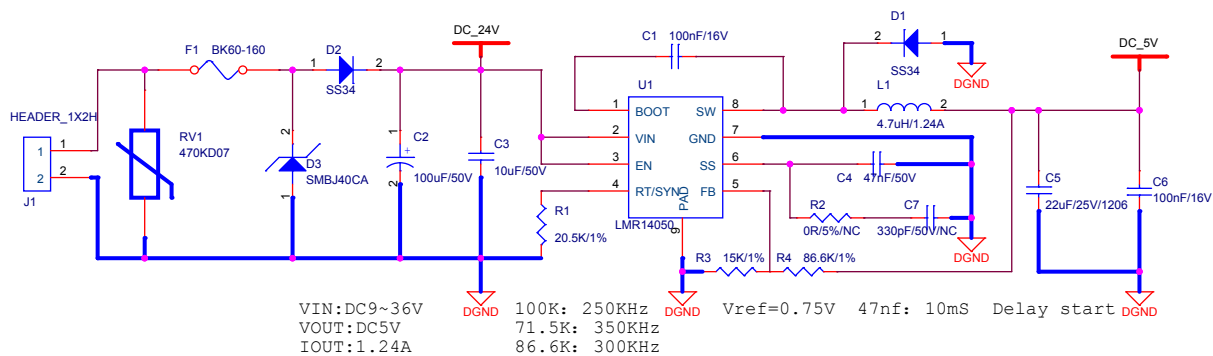 D1
C1
100nF/16V
2
1
DC_24V
SS34
DGND
DC_5V
F1
BK60-160
D2
1
2
SS34
U1
L1
1
2
4.7uH/1.24A
HEADER_1X2H
1
1
2
2
J1
RV1
470KD07
2
D3
SMBJ40CA
1
1
C2
+
100uF/50V
2
C3
10uF/50V
1
BOOT
SW
8
2
VIN
GND
7
3
EN
SS
6
4
RT/SYN
FB
5
PAD
9
LMR14050
C4
47nF/50V
R2
0R/5%/NC
C7
330pF/50V/NC
DGND
C5
22uF/25V/1206
C6
100nF/16V
R1
20.5K/1%
R3
15K/1%
R4
86.6K/1%
DGND
DGND
DGND
VIN:DC9~36V
100K: 250KHz
Vref=0.75V
47nf: 10mS
Delay start
VOUT:DC5V
71.5K: 350KHz
IOUT:1.24A
86.6K: 300KHz